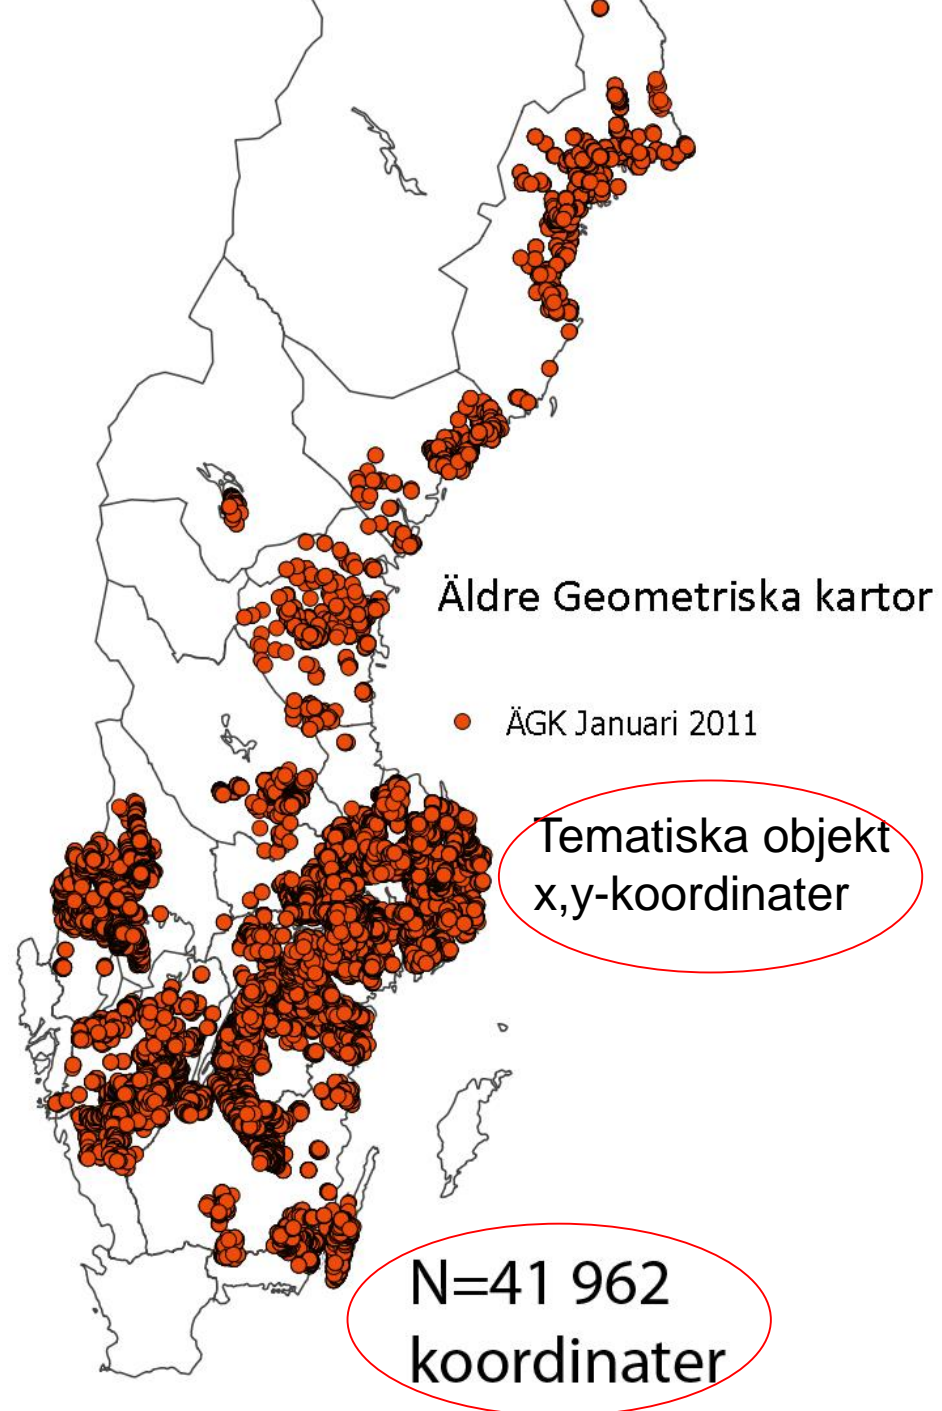 Äldre Geometriska kartor
ÄGK Januari 2011
Tematiska objekt
x,y-koordinater
N=41 962
koordinater